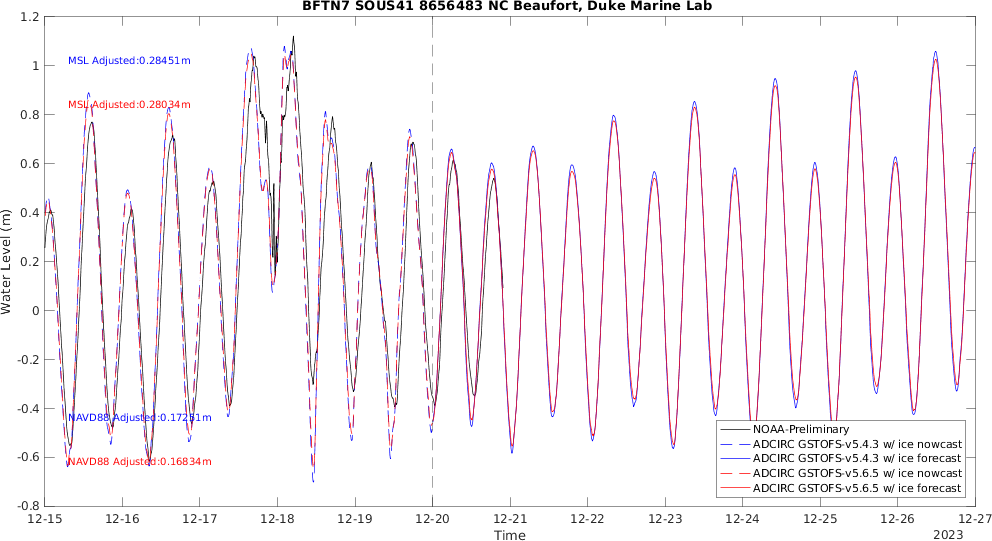 BFTN7 SOUS41 8656483 NC Beaufort, Duke Marine Lab
1.2
1
0.8
0.6
0.4
0.2
0
-0.2
-0.4
-0.6
-0.8
Water Level (m)
MSL Adjusted:0.28451m
MSL Adjusted:0.28034m
NAVD88 Adjusted:0.17251m
NAVD88 Adjusted:0.16834m
NOAA-Preliminary
ADCIRC GSTOFS-v5.4.3 w/ ice nowcast
ADCIRC GSTOFS-v5.4.3 w/ ice forecast
ADCIRC GSTOFS-v5.6.5 w/ ice nowcast
ADCIRC GSTOFS-v5.6.5 w/ ice forecast
12-15 12-16 12-17 12-18 12-19 12-20 12-21 12-22 12-23 12-24 12-25 12-26 12-27
Time
2023